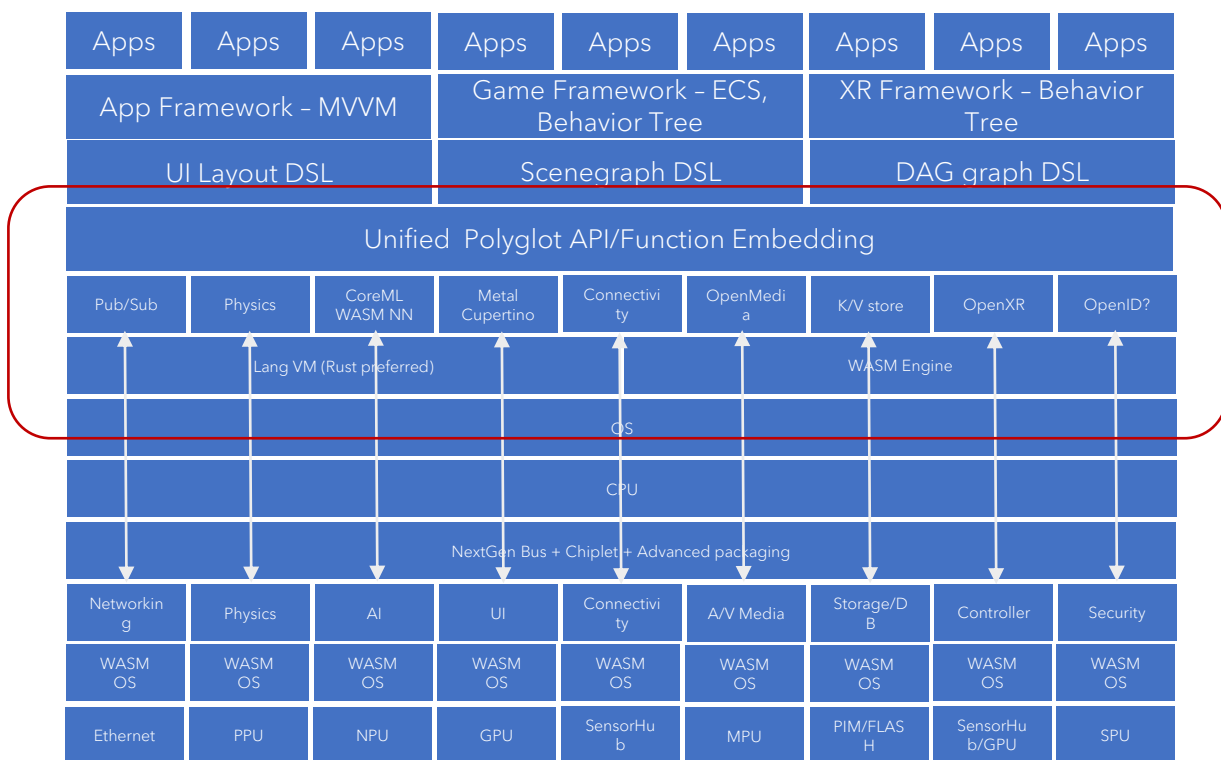 Apps Apps Apps Apps Apps Apps Apps Apps Apps
App Framework – MVVM
Game Framework – ECS,
Behavior Tree
XR Framework – Behavior
Tree
UI Layout DSL
Scenegraph DSL
DAG graph DSL
Unified Polyglot API/Function Embedding
Pub/Sub
Physics
CoreML
WASM NN
Metal
Cupertino
Connectivi
ty
OpenMedi
a
K/V store
OpenXR
OpenID?
Lang VM (Rust preferred)
WASM Engine
OS
CPU
NextGen Bus + Chiplet + Advanced packaging
Networkin
g
Physics
AI
UI
Connectivi
ty
A/V Media
Storage/D
B
Controller
Security
WASM
OS
WASM
OS
WASM
OS
WASM
OS
WASM
OS
WASM
OS
WASM
OS
WASM
OS
WASM
OS
Ethernet
PPU
NPU
GPU
SensorHu
b
MPU
PIM/FLAS
H
SensorHu
b/GPU
SPU